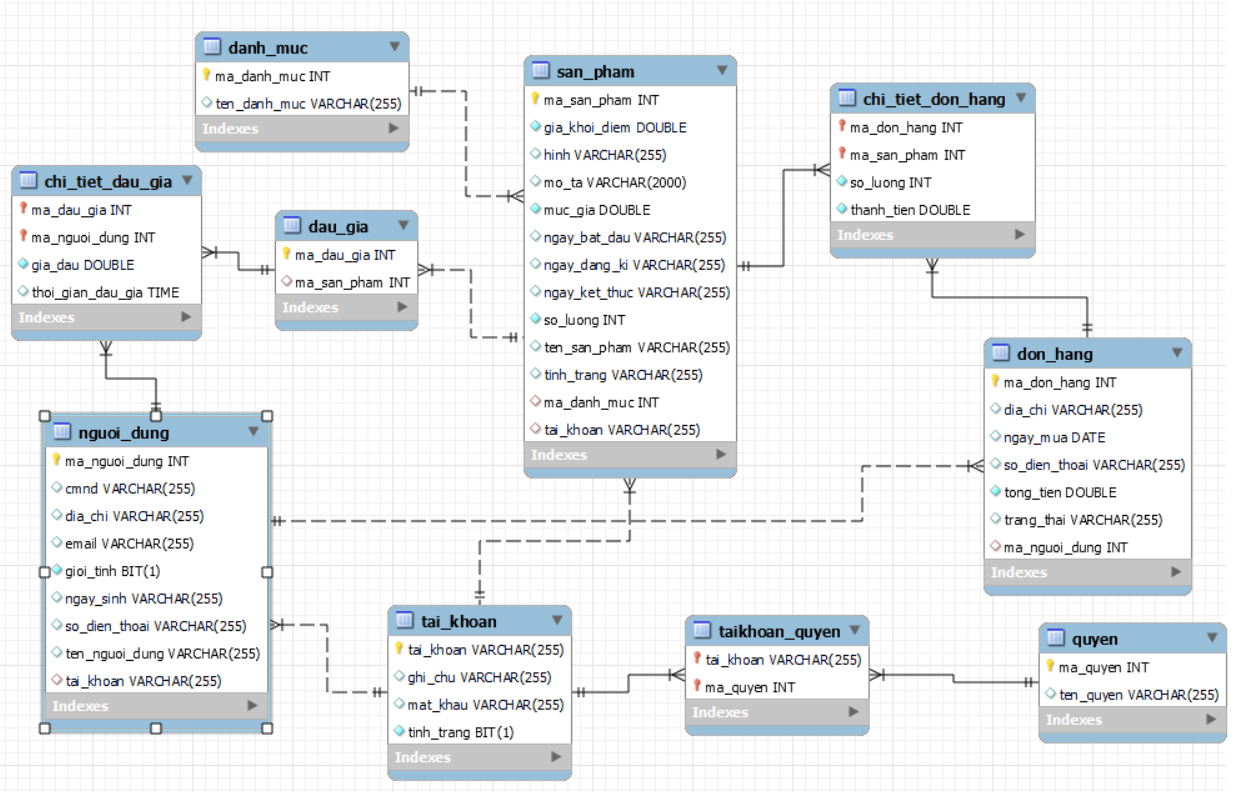 danh_muc
ma_danh_muc INT
ten_danh_muc VARCHAR(255)
Indexes
san_pham
ma_san_pham INT
gia_khoi_diem DOUBLE
hinh VARCHAR(255)
mo_ta VARCHAR(2000)
muc_gia DOUBLE
ngay_bat_dau VARCHAR(255)
ngay_dang_ki VARCHAR(255)
ngay_ket_thuc VARCHAR(255)
so_luong INT
ten_san_pham VARCHAR(255)
tinh_trang VARCHAR(255)
ma_danh_muc INT
tai_khoan VARCHAR(255)
Indexes
chi_tiet_don_hang
ma_don_hang INT
ma_san_pham INT
so_luong INT
thanh_tien DOUBLE
Indexes
chi_tiet_dau_gia
ma_dau_gia INT
ma_nguoi_dung INT
gia_dau DOUBLE
thoi_gian_dau_gia TIME
Indexes
dau_gia
ma_dau_gia INT
ma_san_pham INT
Indexes
don_hang
ma_don_hang INT
dia_chi VARCHAR(255)
ngay_mua DATE
so_dien_thoai VARCHAR(255)
tong_tien DOUBLE
trang_thai VARCHAR(255)
ma_nguoi_dung INT
Indexes
nguoi_dung
ma_nguoi_dung INT
cmnd VARCHAR(255)
dia_chi VARCHAR(255)
email VARCHAR(255)
gioi_tinh BIT(1)
ngay_sinh VARCHAR(255)
so_dien_thoai VARCHAR(255)
ten_nguoi_dung VARCHAR(255)
tai_khoan VARCHAR(255)
Indexes
tai_khoan
tai_khoan VARCHAR(255)
ghi_chu VARCHAR(255)
mat_khau VARCHAR(255)
tinh_trang BIT(1)
Indexes
taikhoan_quyen
tai_khoan VARCHAR(255)
ma_quyen INT
Indexes
quyen
ma_quyen INT
ten_quyen VARCHAR(255)
Indexes